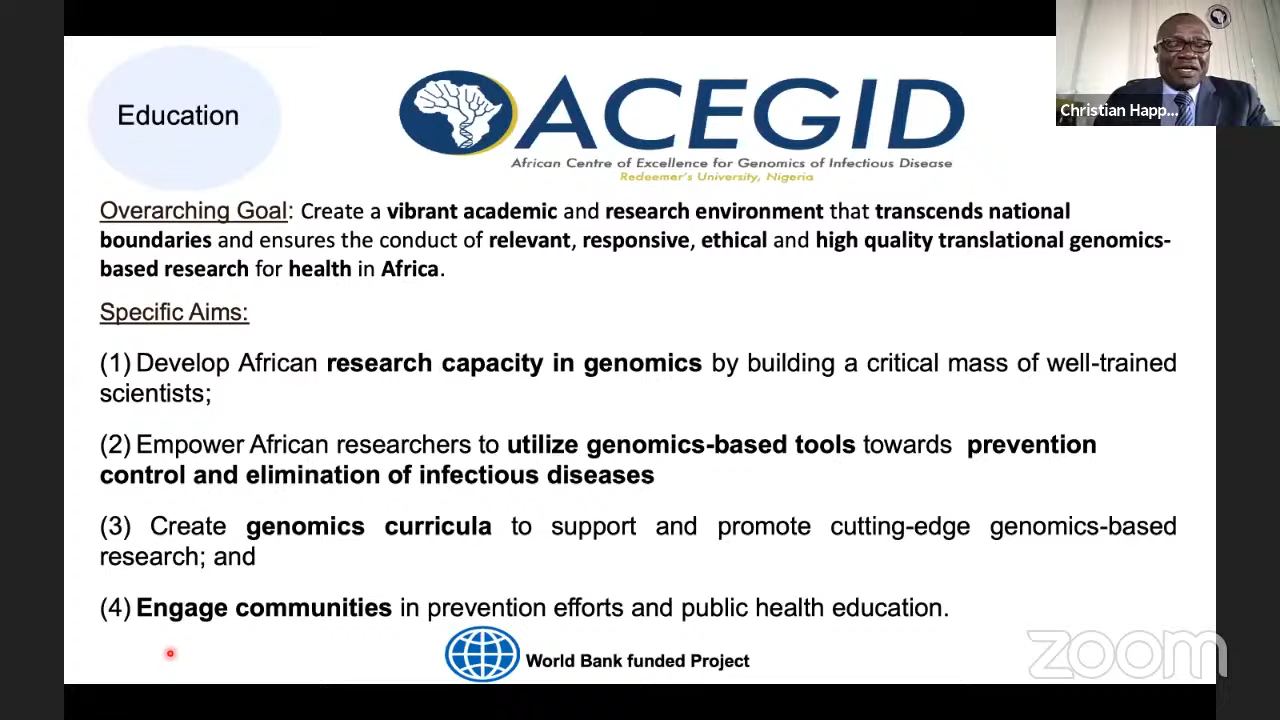 Education
ACEGID
African Centre of Excellence for Genomics of Infectious Disease
Redeemer's University, Nigeria
Christian Happ...
Overarching Goal: Create a vibrant academic and research environment that transcends national
boundaries and ensures the conduct of relevant, responsive, ethical and high quality translational genomics-
based research for health in Africa.
Specific Aims:
(1) Develop African research capacity in genomics by building a critical mass of well-trained
scientists;
(2) Empower African researchers to utilize genomics-based tools towards prevention
control and elimination of infectious diseases
(3) Create genomics curricula to support and promote cutting-edge genomics-based
research; and
(4) Engage communities in prevention efforts and public health education.
World Bank funded Project
zoom